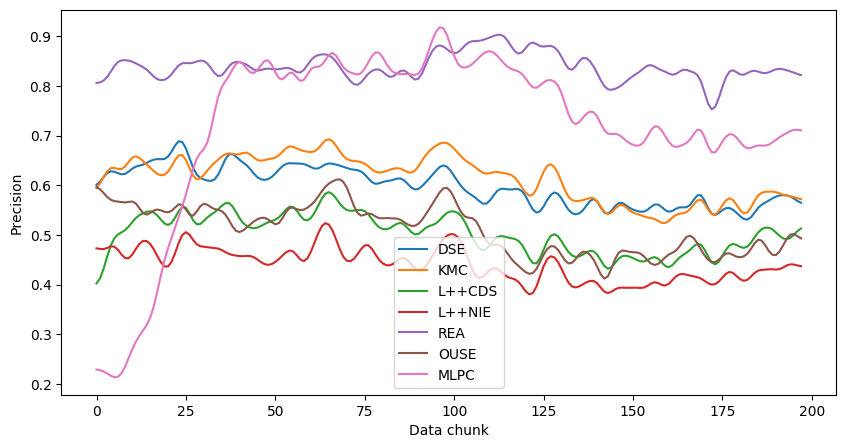 Precision
0.9
0.8
0.7
0.6
0.5
0.4
0.3
0.2
DSE
KMC
L++CDS
L++NIE
REA
OUSE
MLPC
0 25 50 75 100 125 150 175 200
Data chunk